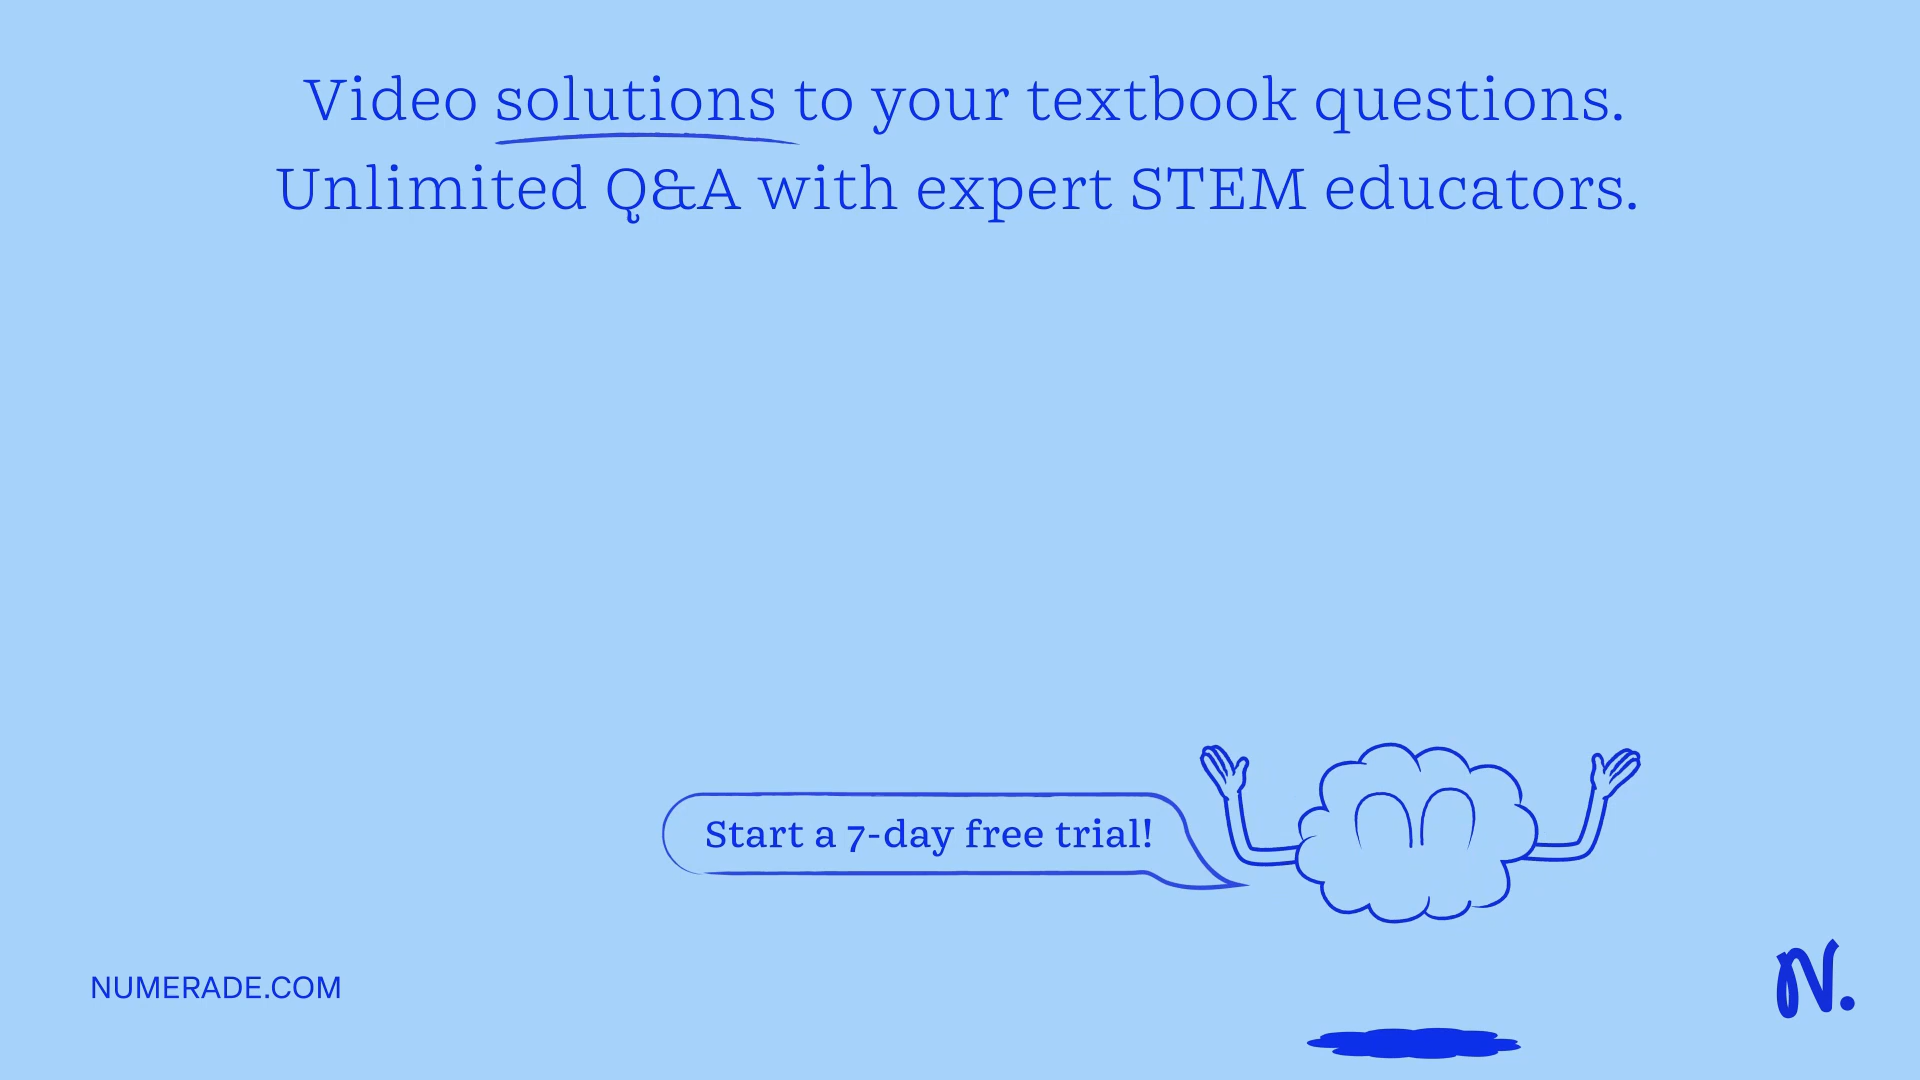 Video solutions to your textbook questions.
Unlimited Q&A with expert STEM educators.
Start a 7-day free trial!
NUMERADE.COM
N.